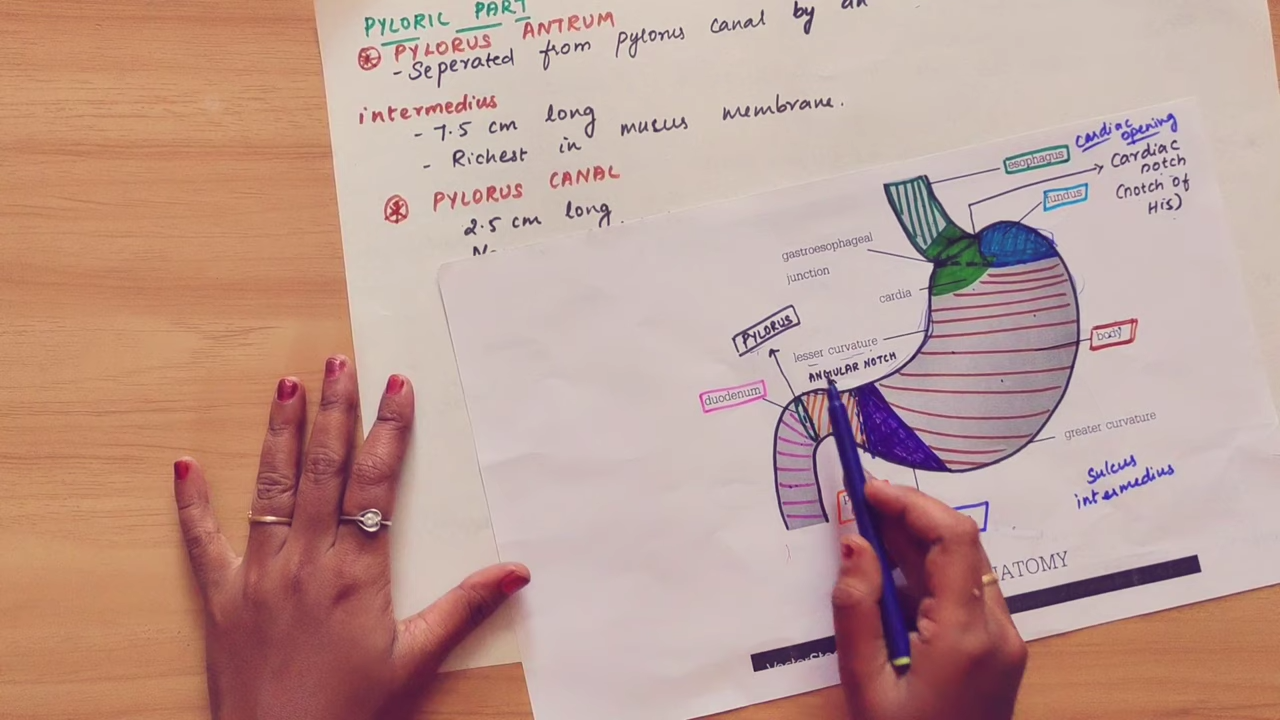 PYLORIC PART
PYLORUS ANTRUM
- Seperated from pylorus canal by an
intermedius
- 7.5 cm long
- Richest in mucus membrane.
PYLORUS CANAL
2.5 cm long.
cardiac opening
esophagus
Cardiac notch
(notch of His)
fundus
gastroesophageal
junction
cardia
PYLORUS
lesser curvature
ANGULAR NOTCH
body
duodenum
greater curvature
Sulcus
intermedius